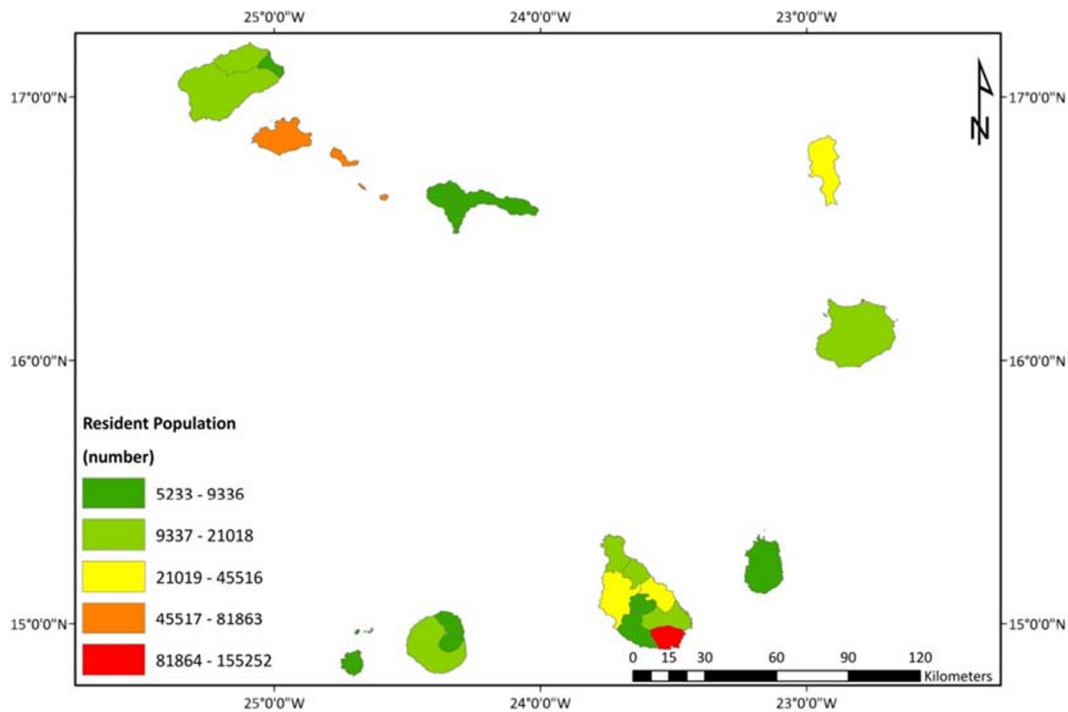 25°0'0"W
24°0'0"W
23°0'0"W
17°0'0"N
17°0'0"N
N
16°0'0"N
16°0'0"N
Resident Population
(number)
5233 - 9336
9337 - 21018
21019 - 45516
45517 - 81863
81864 - 155252
15°0'0"N
15°0'0"N
0 15 30 60 90 120
Kilometers
25°0'0"W
24°0'0"W
23°0'0"W